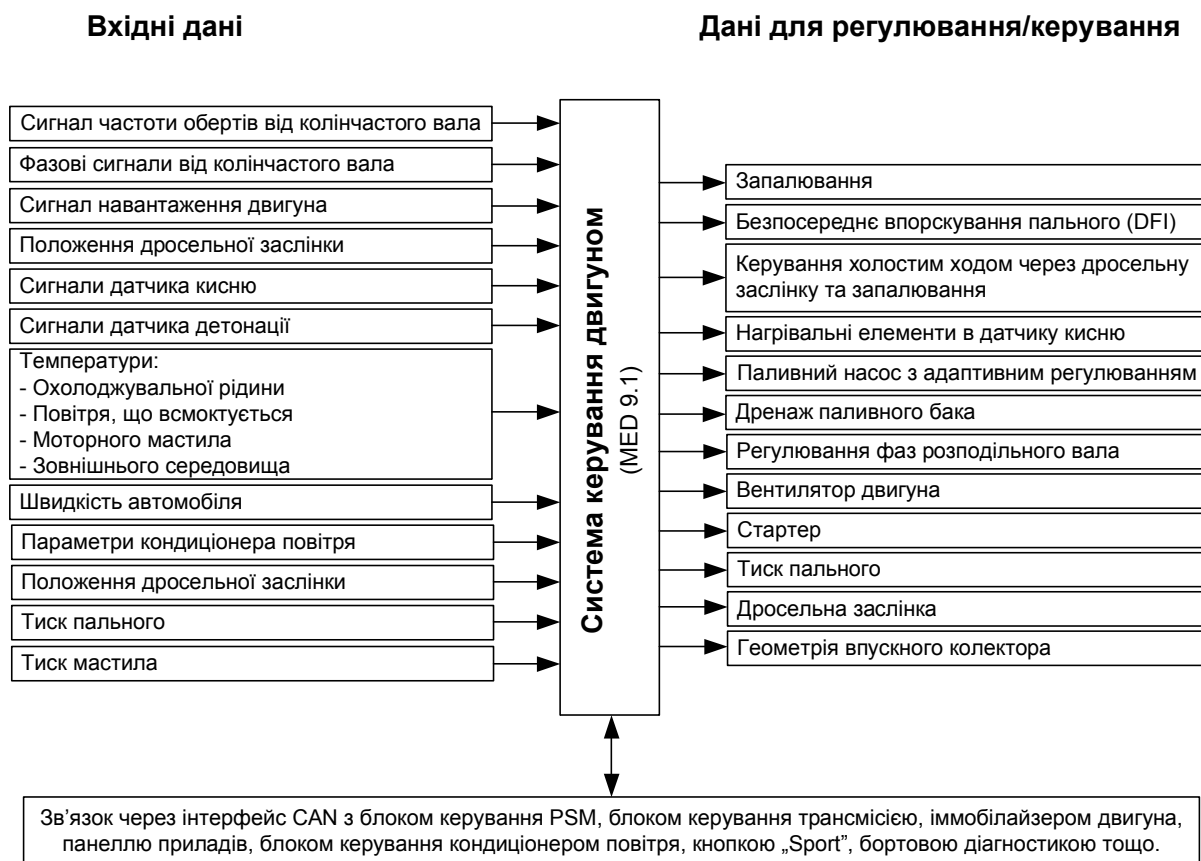 Вхідні дані
Дані для регулювання/керування
Сигнал частоти обертів від колінчастого вала
Фазові сигнали від колінчастого вала
Сигнал навантаження двигуна
Положення дросельної заслінки
Сигнали датчика кисню
Сигнали датчика детонації
Температури:
- Охолоджувальної рідини
- Повітря, що всмоктується
- Моторного мастила
- Зовнішнього середовища
Швидкість автомобіля
Параметри кондиціонера повітря
Положення дросельної заслінки
Тиск пального
Тиск мастила
Система керування двигуном
(MED 9.1)
Запалювання
Безпосереднє впорскування пального (DFI)
Керування холостим ходом через дросельну
заслінку та запалювання
Нагрівальні елементи в датчику кисню
Паливний насос з адаптивним регулюванням
Дренаж паливного бака
Регулювання фаз розподільного вала
Вентилятор двигуна
Стартер
Тиск пального
Дросельна заслінка
Геометрія впускного колектора
Зв’язок через інтерфейс CAN з блоком керування PSM, блоком керування трансмісією, іммобілайзером двигуна,
панеллю приладів, блоком керування кондиціонером повітря, кнопкою „Sport”, бортовою діагностикою тощо.